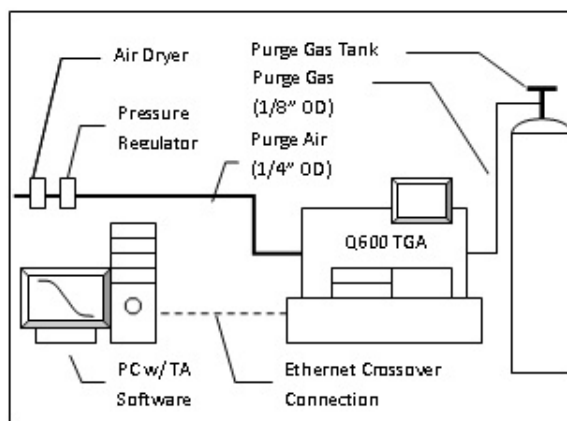 Air Dryer
Pressure
Regulator
Purge Gas Tank
Purge Gas
(1/8” OD)
Purge Air
(1/4” OD)
Q600 TGA
PC w/ TA
Software
Ethernet Crossover
Connection